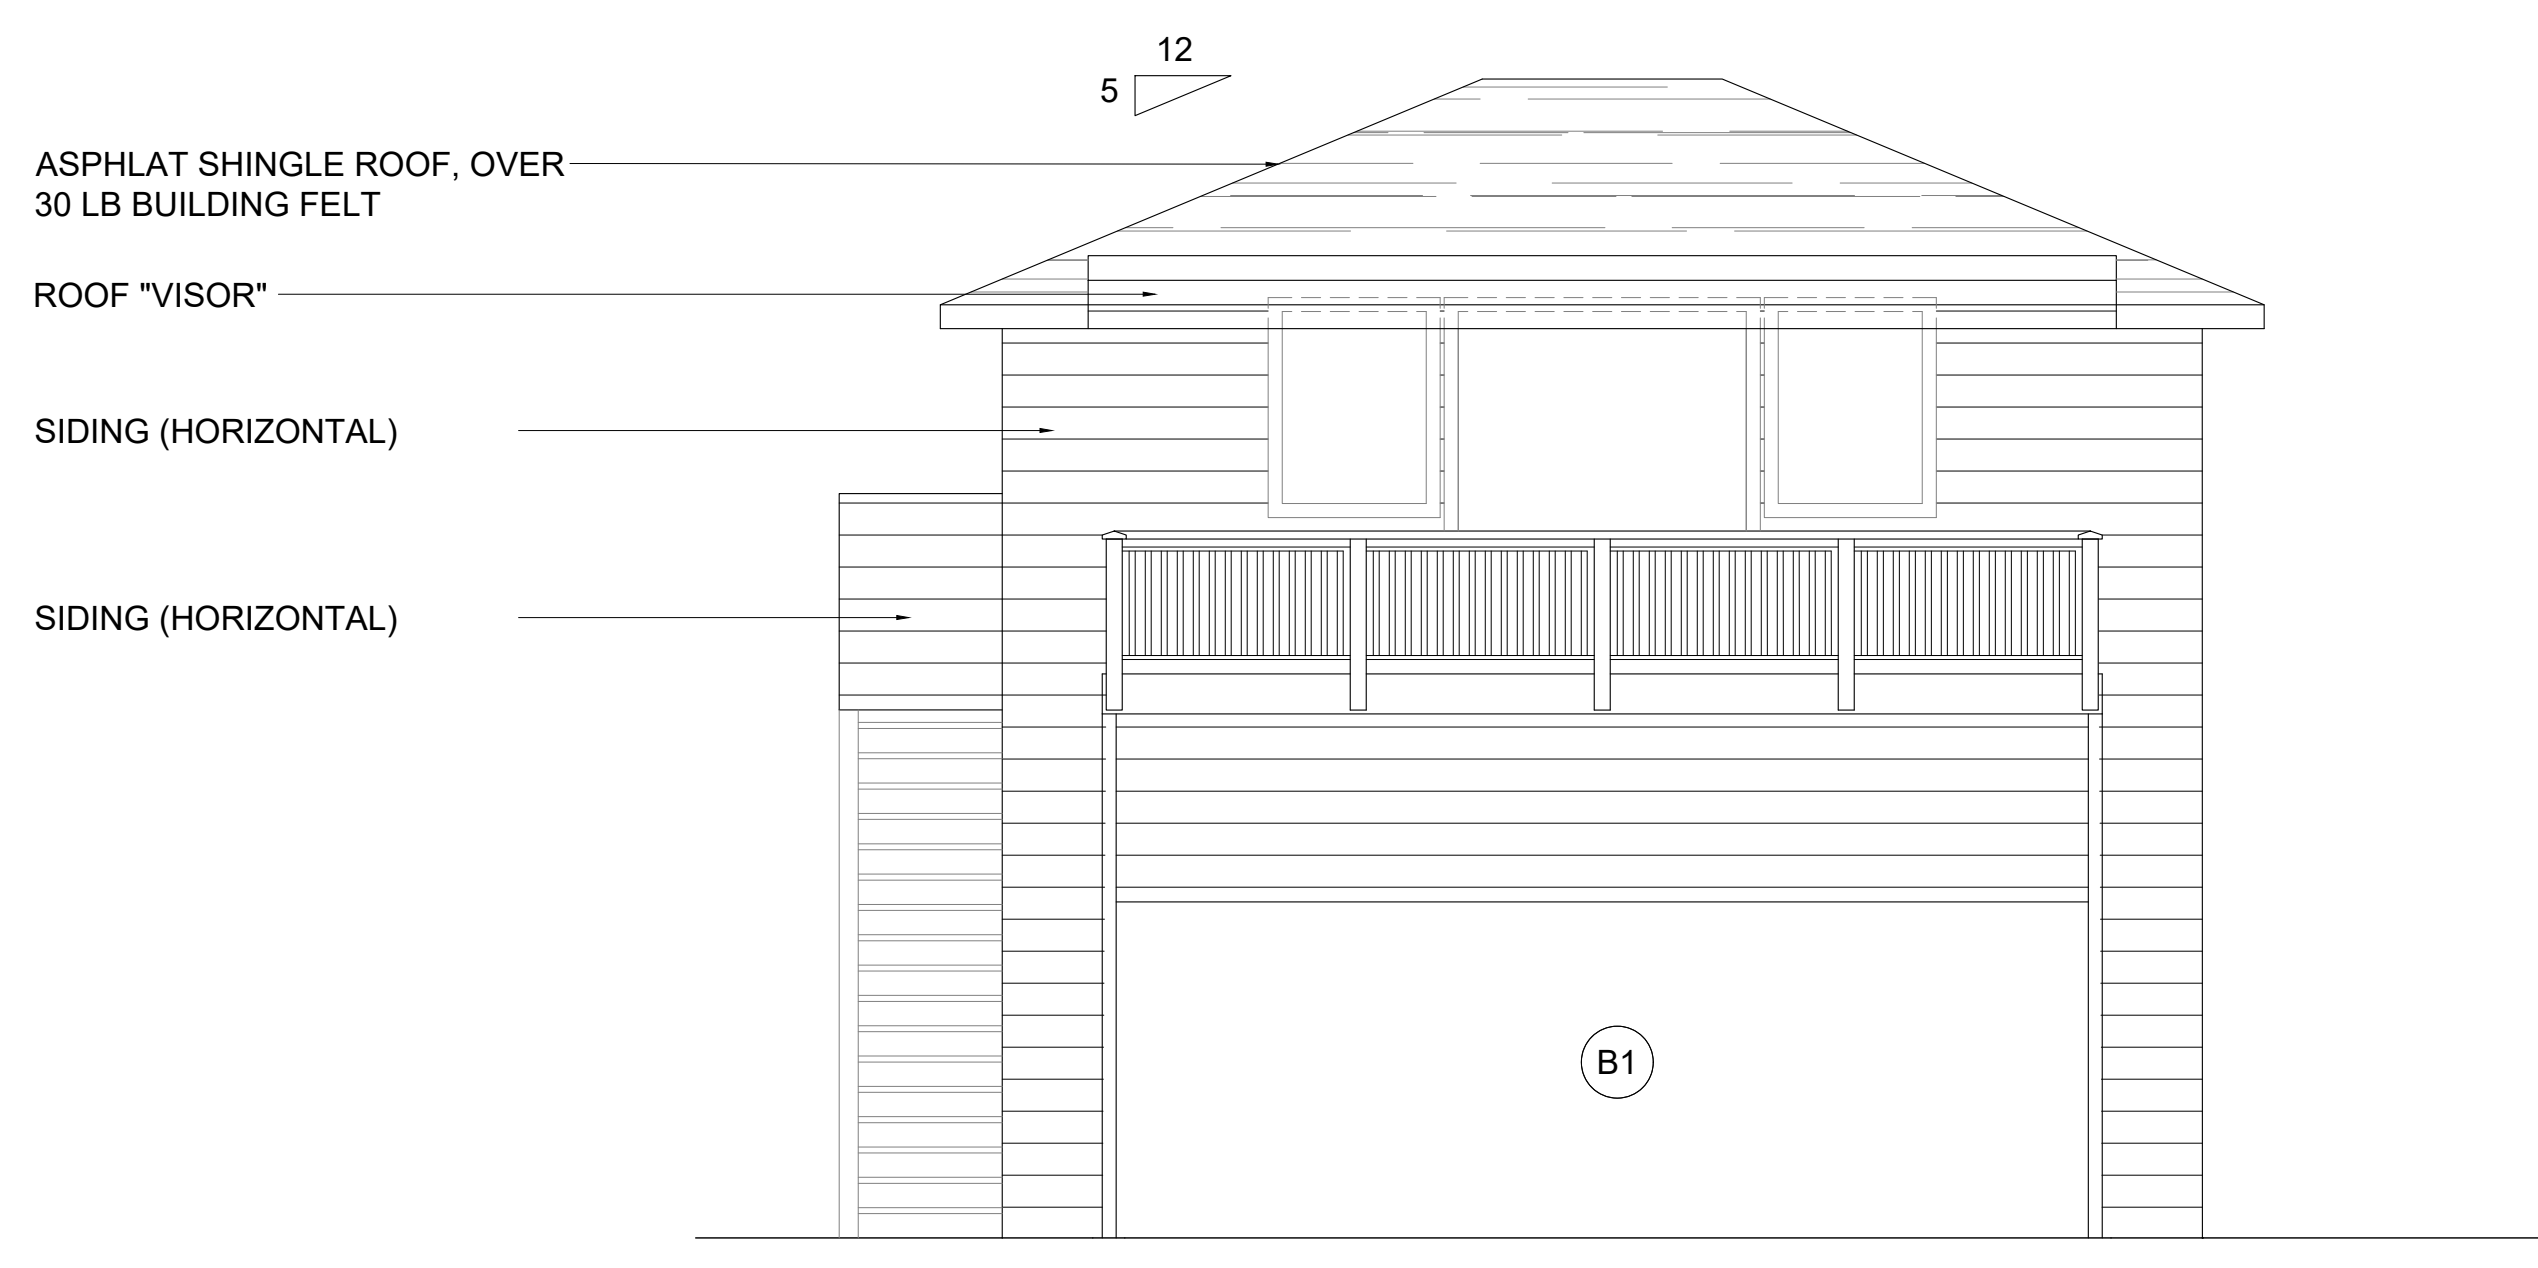 12
5
ASPHLAT SHINGLE ROOF, OVER
30 LB BUILDING FELT
ROOF "VISOR"
SIDING (HORIZONTAL)
SIDING (HORIZONTAL)
B1